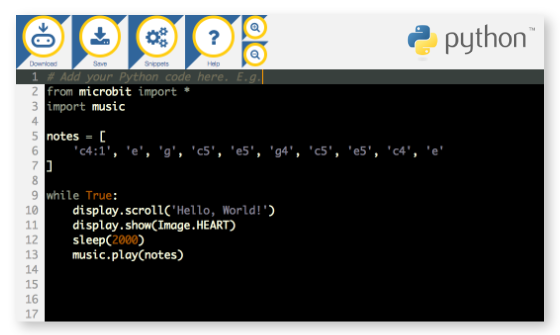 Download Save Snippets Help
python™
1 # Add your Python code here. E.g.
2 from microbit import *
3 import music
4
5 notes = [
6     'c4:1', 'e', 'g', 'c5', 'e5', 'g4', 'c5', 'e5', 'c4', 'e'
7 ]
8
9 while True:
10     display.scroll('Hello, World!')
11     display.show(Image.HEART)
12     sleep(2000)
13     music.play(notes)
14
15
16
17